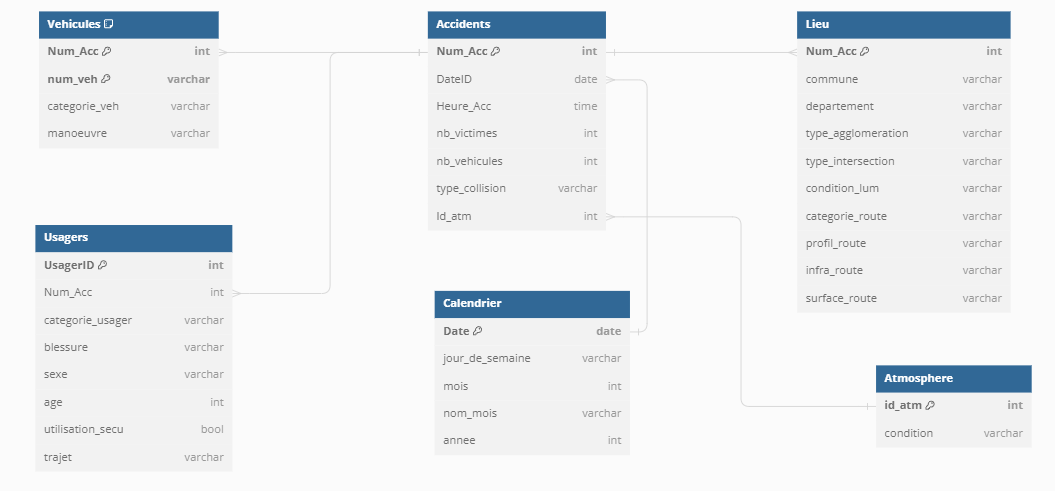 Vehicules
Num_Acc int
num_veh varchar
categorie_veh varchar
manoeuvre varchar
Accidents
Num_Acc int
DateID date
Heure_Acc time
nb_victimes int
nb_vehicules int
type_collision varchar
Id_atm int
Lieu
Num_Acc int
commune varchar
departement varchar
type_agglomeration varchar
type_intersection varchar
condition_lum varchar
categorie_route varchar
profil_route varchar
infra_route varchar
surface_route varchar
Usagers
UsagerID int
Num_Acc int
categorie_usager varchar
blessure varchar
sexe varchar
age int
utilisation_secu bool
trajet varchar
Calendrier
Date date
jour_de_semaine varchar
mois int
nom_mois varchar
annee int
Atmosphere
id_atm int
condition varchar